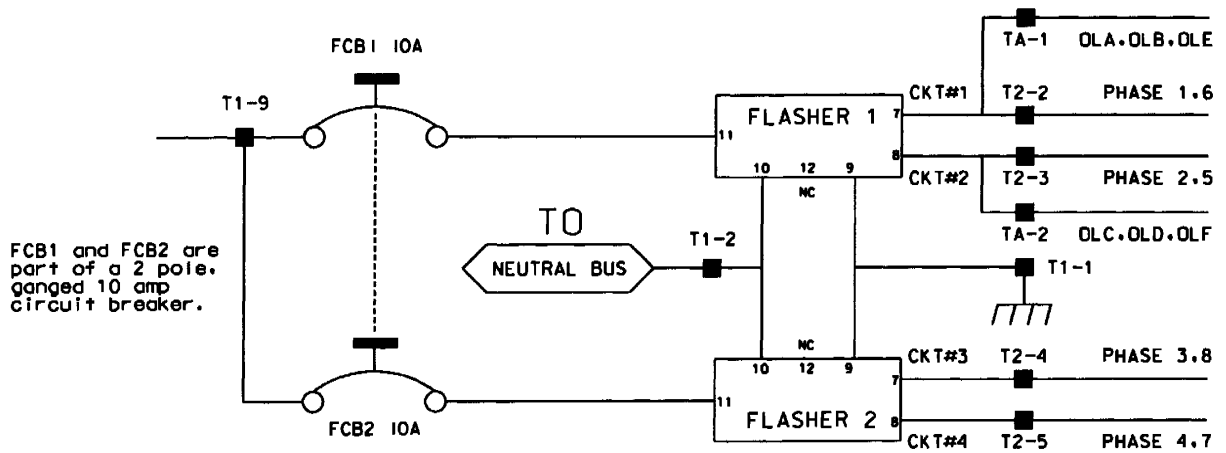 FCB1 10A
T1-9
TA-1 OLA.OLB.OLE
CKT#1 T2-2 PHASE 1.6
FLASHER 1
11
7
8
10 12 9
NC
CKT#2 T2-3 PHASE 2.5
TA-2 OLC.OLD.OLF
TO
NEUTRAL BUS
T1-2
T1-1
FCB1 and FCB2 are
part of a 2 pole.
ganged 10 amp
circuit breaker.
NC
10 12 9
CKT#3 T2-4 PHASE 3.8
7
11
FLASHER 2
8
FCB2 10A
CKT#4 T2-5 PHASE 4.7